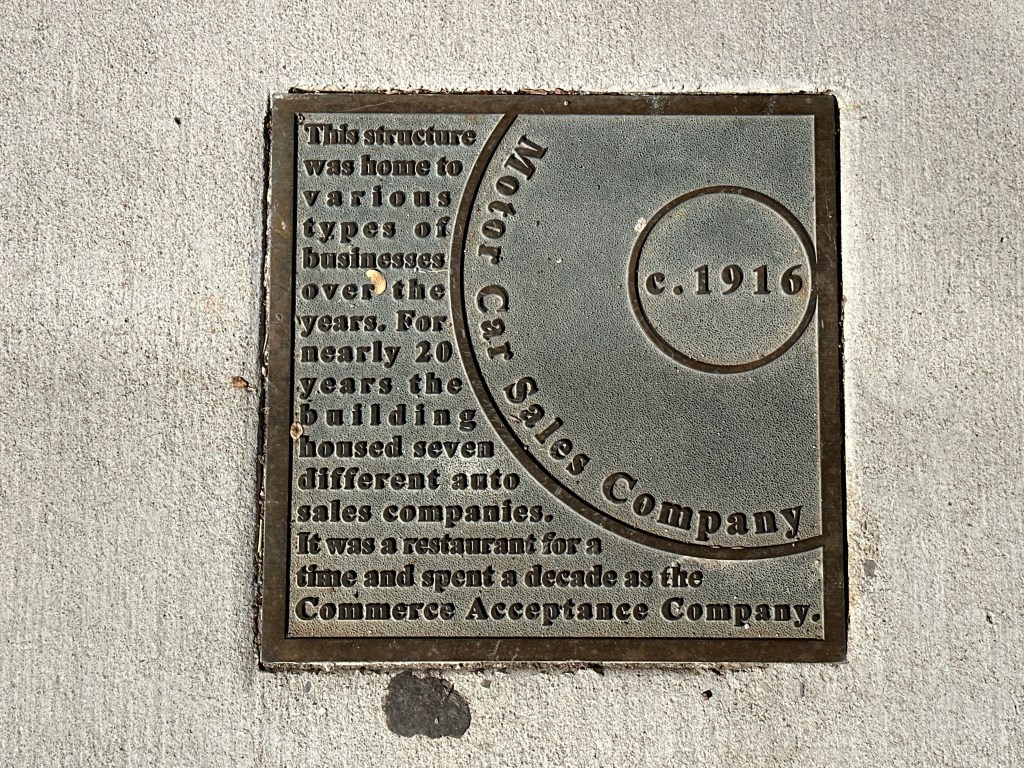 This structure
was home to
various
types of
businesses
over the
years. For
nearly 20
years the
building
housed seven
different auto
sales companies.
It was a restaurant for a
time and spent a decade as the
Commerce Acceptance Company.
Motor Car Sales Company
c.1916